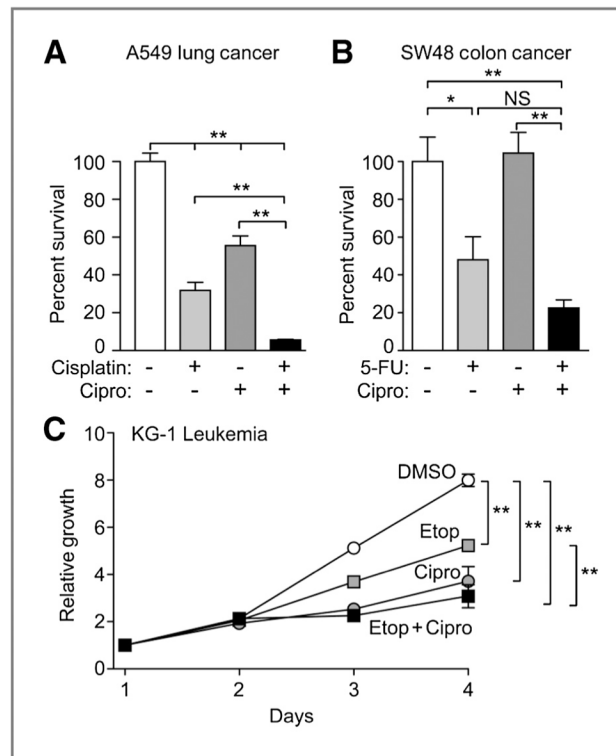 A A549 lung cancer
**
**
**
100
80
60
40
20
0
Percent survival
Cisplatin: - + - +
Cipro: - - + +
B SW48 colon cancer
**
* NS
**
100
80
60
40
20
0
Percent survival
5-FU: - + - +
Cipro: - - + +
C KG-1 Leukemia
10
8
6
4
2
0
Relative growth
DMSO
Etop
Cipro
Etop+Cipro
**
**
**
**
1 2 3 4
Days